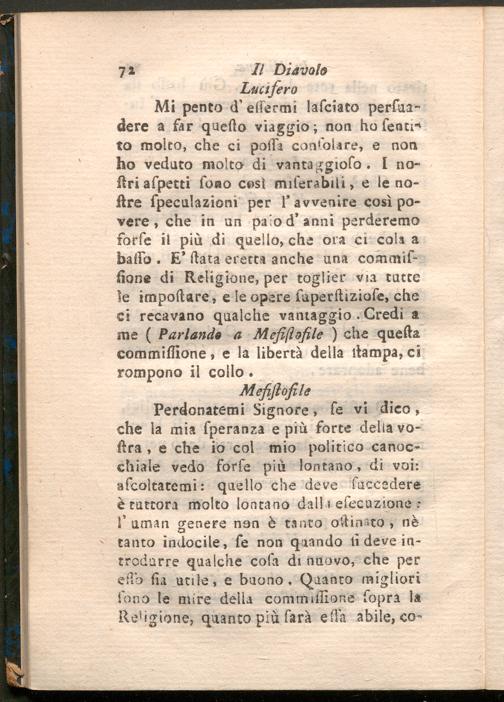 72 Il Diavolo
Lucifero
Mi pento d' eſſermi laſciato perſua-
dere a far queſto viaggio; non ho ſenti-
to molto, che ci poſſa conſolare, e non
ho veduto molto di vantaggioſo. I no-
ſtri aſpetti ſono così miſerabili, e le no-
ſtre ſpeculazioni per l'avvenire così po-
vere, che in un paio d'anni perderemo
forſe il più di quello, che ora ci cola a
baſſo. E' ſtata eretta anche una commiſ-
ſione di Religione, per toglier via tutte
le impoſtare, e le opere ſuperſtizioſe, che
ci recavano qualche vantaggio. Credi a
me ( Parlando a Mefiſtofile ) che queſta
commiſſione, e la libertà della ſtampa, ci
rompono il collo.
Mefiſtofile
Perdonatemi Signore, ſe vi dico,
che la mia ſperanza e più forte della vo-
ſtra, e che io col mio politico canoc-
chiale vedo forſe più lontano, di voi:
aſcoltatemi: quello che deve ſuccedere
è tuttora molto lontano dall' eſecuzione:
l'uman genere non è tanto oſtinato, nè
tanto indocile, ſe non quando ſi deve in-
trodurre qualche coſa di nuovo, che per
eſſo ſia utile, e buono. Quanto migliori
ſono le mire della commiſſione ſopra la
Religione, quanto più ſarà eſſa abile, co-